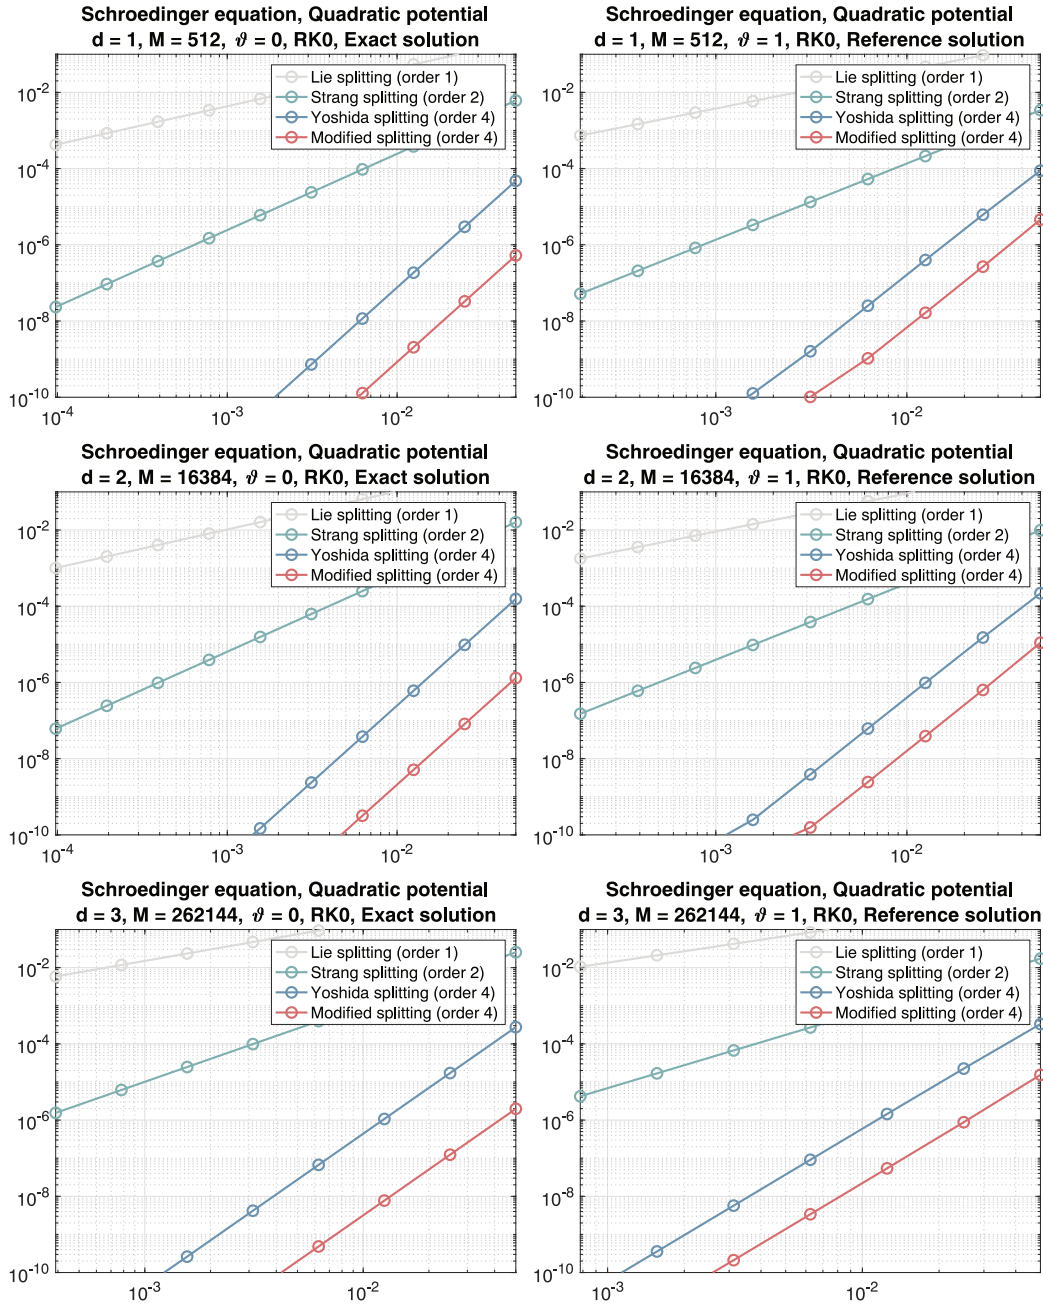 Schroedinger equation, Quadratic potential
d = 1, M = 512, ϑ = 0, RK0, Exact solution
Lie splitting (order 1)
Strang splitting (order 2)
Yoshida splitting (order 4)
Modified splitting (order 4)
10^-2
10^-4
10^-6
10^-8
10^-10
10^-4
10^-3
10^-2
Schroedinger equation, Quadratic potential
d = 1, M = 512, ϑ = 1, RK0, Reference solution
Lie splitting (order 1)
Strang splitting (order 2)
Yoshida splitting (order 4)
Modified splitting (order 4)
10^-2
10^-4
10^-6
10^-8
10^-10
10^-3
10^-2
Schroedinger equation, Quadratic potential
d = 2, M = 16384, ϑ = 0, RK0, Exact solution
Lie splitting (order 1)
Strang splitting (order 2)
Yoshida splitting (order 4)
Modified splitting (order 4)
10^-2
10^-4
10^-6
10^-8
10^-10
10^-4
10^-3
10^-2
Schroedinger equation, Quadratic potential
d = 2, M = 16384, ϑ = 1, RK0, Reference solution
Lie splitting (order 1)
Strang splitting (order 2)
Yoshida splitting (order 4)
Modified splitting (order 4)
10^-2
10^-4
10^-6
10^-8
10^-10
10^-3
10^-2
Schroedinger equation, Quadratic potential
d = 3, M = 262144, ϑ = 0, RK0, Exact solution
Lie splitting (order 1)
Strang splitting (order 2)
Yoshida splitting (order 4)
Modified splitting (order 4)
10^-2
10^-4
10^-6
10^-8
10^-10
10^-3
10^-2
Schroedinger equation, Quadratic potential
d = 3, M = 262144, ϑ = 1, RK0, Reference solution
Lie splitting (order 1)
Strang splitting (order 2)
Yoshida splitting (order 4)
Modified splitting (order 4)
10^-2
10^-4
10^-6
10^-8
10^-10
10^-3
10^-2